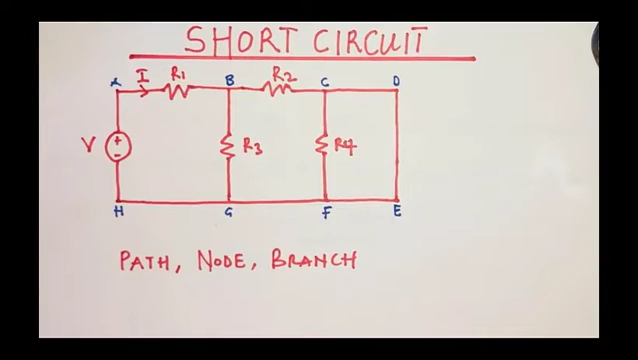 SHORT CIRCUIT
A I R1 B R2 C D
V + - R3 R4
H G F E
PATH, NODE, BRANCH